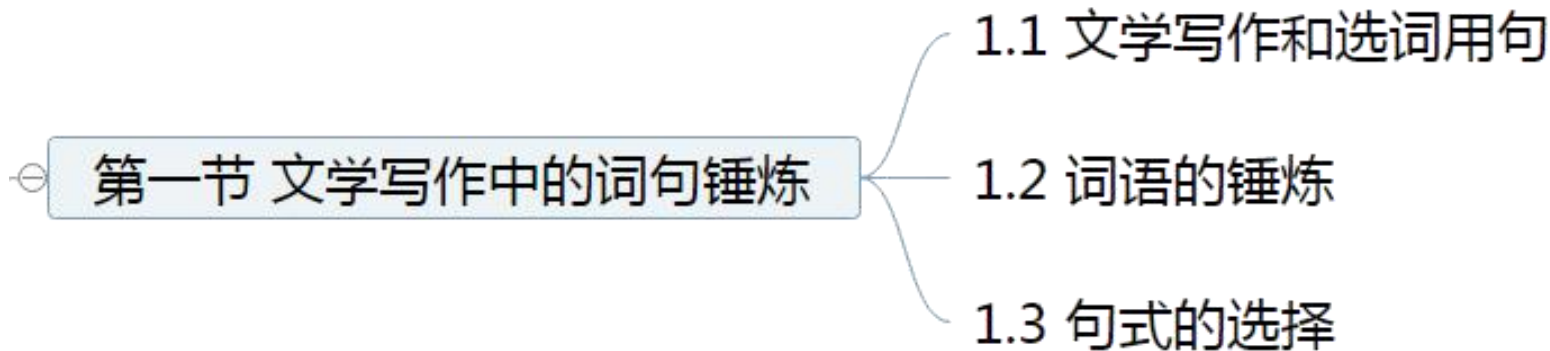 第一节 文学写作中的词句锤炼
1.1 文学写作和选词用句
1.2 词语的锤炼
1.3 句式的选择